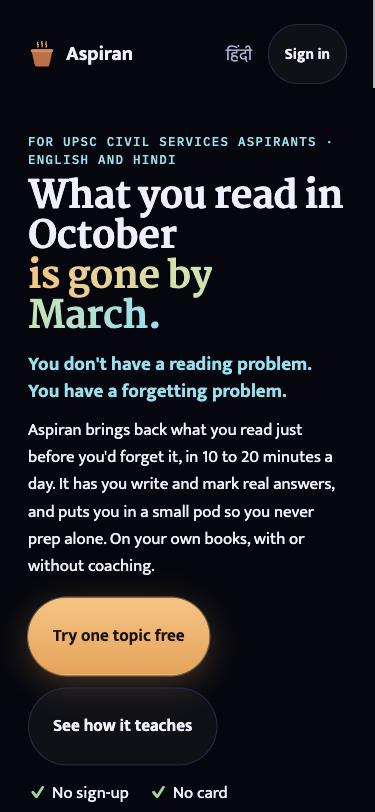 Aspiran
हिंदी
Sign in
FOR UPSC CIVIL SERVICES ASPIRANTS ·
ENGLISH AND HINDI
What you read in
October
is gone by
March.
You don't have a reading problem.
You have a forgetting problem.
Aspiran brings back what you read just
before you'd forget it, in 10 to 20 minutes a
day. It has you write and mark real answers,
and puts you in a small pod so you never
prep alone. On your own books, with or
without coaching.
Try one topic free
See how it teaches
No sign-up
No card